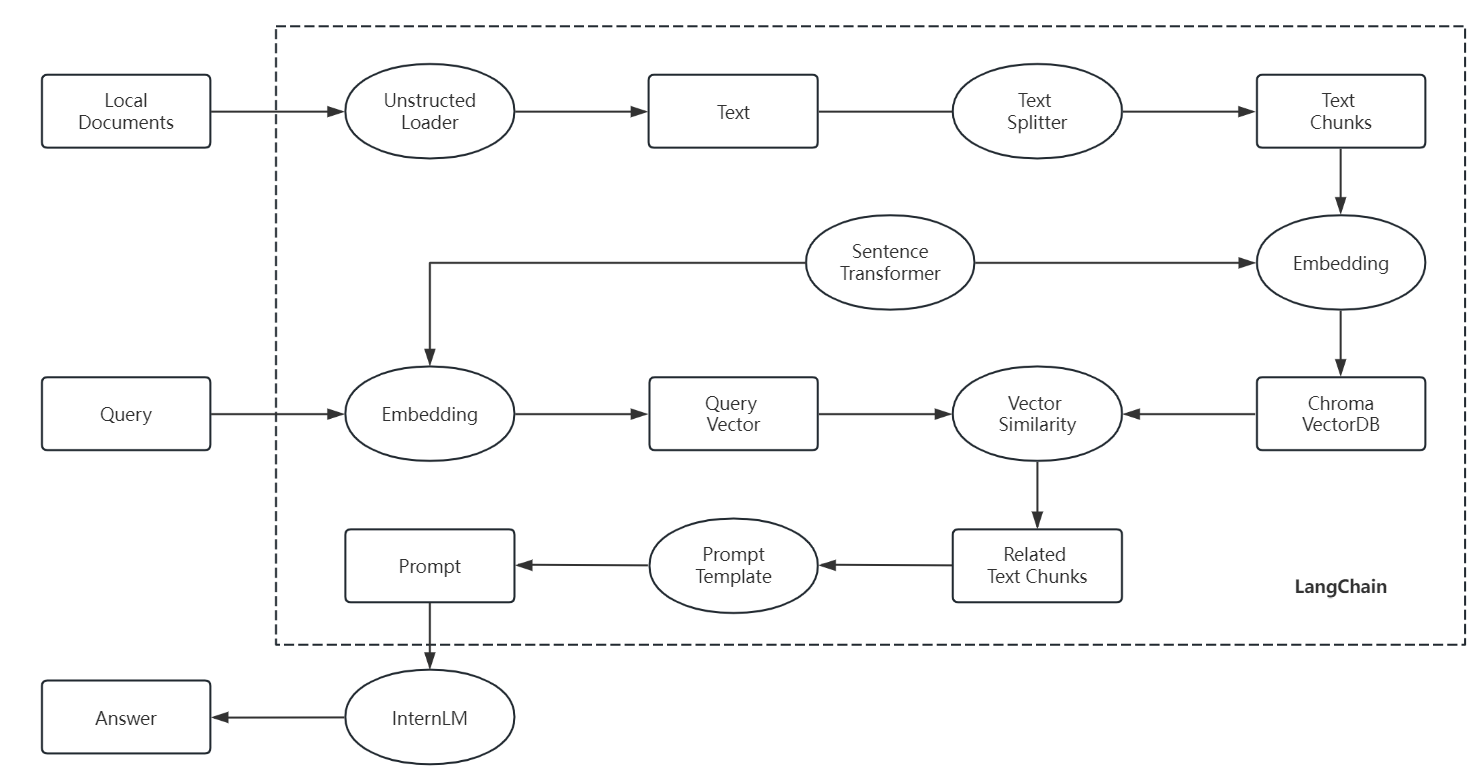 Local
Documents
Unstructed
Loader
Text
Text
Splitter
Text
Chunks
Sentence
Transformer
Embedding
Query
Embedding
Query
Vector
Vector
Similarity
Chroma
VectorDB
Prompt
Prompt
Template
Related
Text Chunks
LangChain
Answer
InternLM